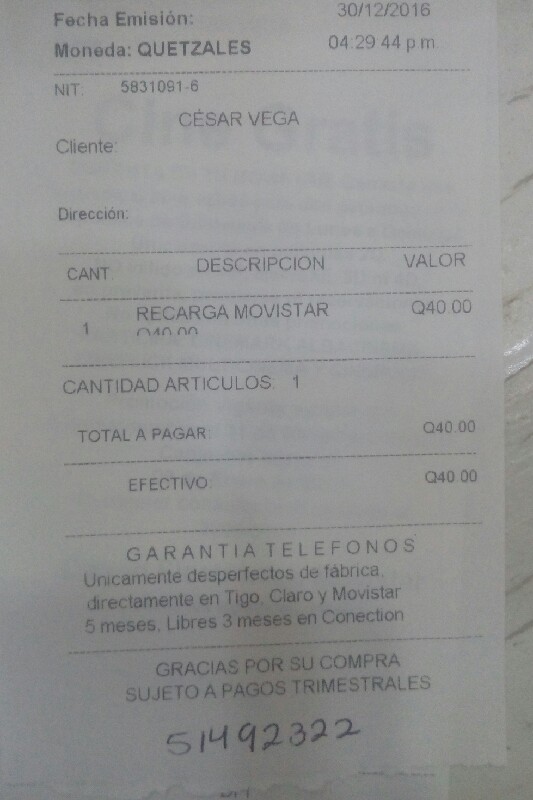 Fecha Emisión: 30/12/2016
Moneda: QUETZALES 04:29 44 p m
NIT. 5831091-6
CÉSAR VEGA
Cliente:
Dirección:
CANT. DESCRIPCION VALOR
1 RECARGA MOVISTAR Q40.00
Q40.00
CANTIDAD ARTICULOS: 1
TOTAL A PAGAR: Q40.00
EFECTIVO: Q40.00
GARANTIA TELEFONOS
Unicamente desperfectos de fábrica,
directamente en Tigo, Claro y Movistar
5 meses, Libres 3 meses en Conection
GRACIAS POR SU COMPRA
SUJETO A PAGOS TRIMESTRALES
51492322